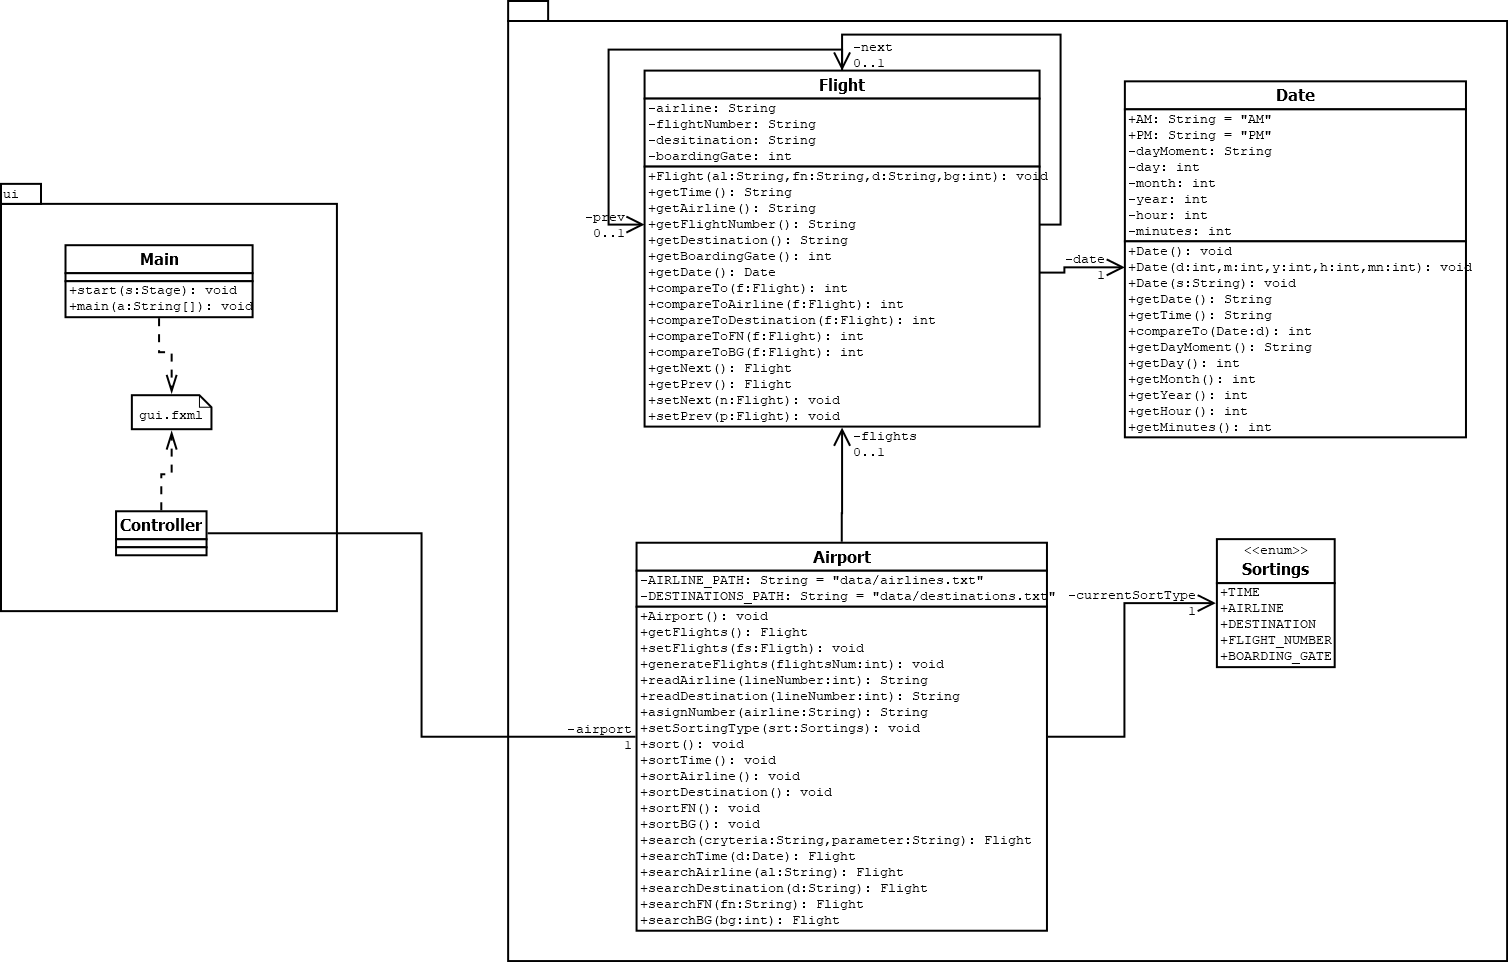 ui
Main
+start(s:Stage): void
+main(a:String[]): void
gui.fxml
Controller
-next
0..1
-prev
0..1
Flight
-airline: String
-flightNumber: String
-desitination: String
-boardingGate: int
+Flight(al:String,fn:String,d:String,bg:int): void
+getTime(): String
+getAirline(): String
+getFlightNumber(): String
+getDestination(): String
+getBoardingGate(): int
+getDate(): Date
+compareTo(f:Flight): int
+compareToAirline(f:Flight): int
+compareToDestination(f:Flight): int
+compareToFN(f:Flight): int
+compareToBG(f:Flight): int
+getNext(): Flight
+getPrev(): Flight
+setNext(n:Flight): void
+setPrev(p:Flight): void
-date
1
Date
+AM: String = "AM"
+PM: String = "PM"
-dayMoment: String
-day: int
-month: int
-year: int
-hour: int
-minutes: int
+Date(): void
+Date(d:int,m:int,y:int,h:int,mn:int): void
+Date(s:String): void
+getDate(): String
+getTime(): String
+compareTo(Date:d): int
+getDayMoment(): String
+getDay(): int
+getMonth(): int
+getYear(): int
+getHour(): int
+getMinutes(): int
-flights
0..1
Airport
-AIRLINE_PATH: String = "data/airlines.txt"
-DESTINATIONS_PATH: String = "data/destinations.txt"
+Airport(): void
+getFlights(): Flight
+setFlights(fs:Fligth): void
+generateFlights(flightsNum:int): void
+readAirline(lineNumber:int): String
+readDestination(lineNumber:int): String
+asignNumber(airline:String): String
+setSortingType(srt:Sortings): void
+sort(): void
+sortTime(): void
+sortAirline(): void
+sortDestination(): void
+sortFN(): void
+sortBG(): void
+search(cryteria:String,parameter:String): Flight
+searchTime(d:Date): Flight
+searchAirline(al:String): Flight
+searchDestination(d:String): Flight
+searchFN(fn:String): Flight
+searchBG(bg:int): Flight
-airport
1
-currentSortType
1
<<enum>>
Sortings
+TIME
+AIRLINE
+DESTINATION
+FLIGHT_NUMBER
+BOARDING_GATE